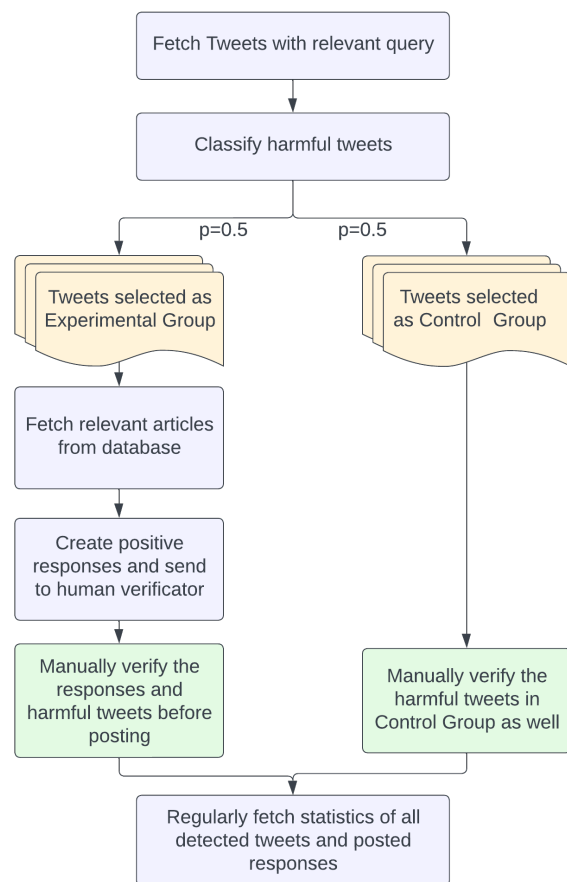 Fetch Tweets with relevant query
Classify harmful tweets
p=0.5
p=0.5
Tweets selected as
Experimental Group
Tweets selected
as Control Group
Fetch relevant articles
from database
Create positive
responses and send
to human verificator
Manually verify the
responses and
harmful tweets before
posting
Manually verify the
harmful tweets in
Control Group as well
Regularly fetch statistics of all
detected tweets and posted
responses